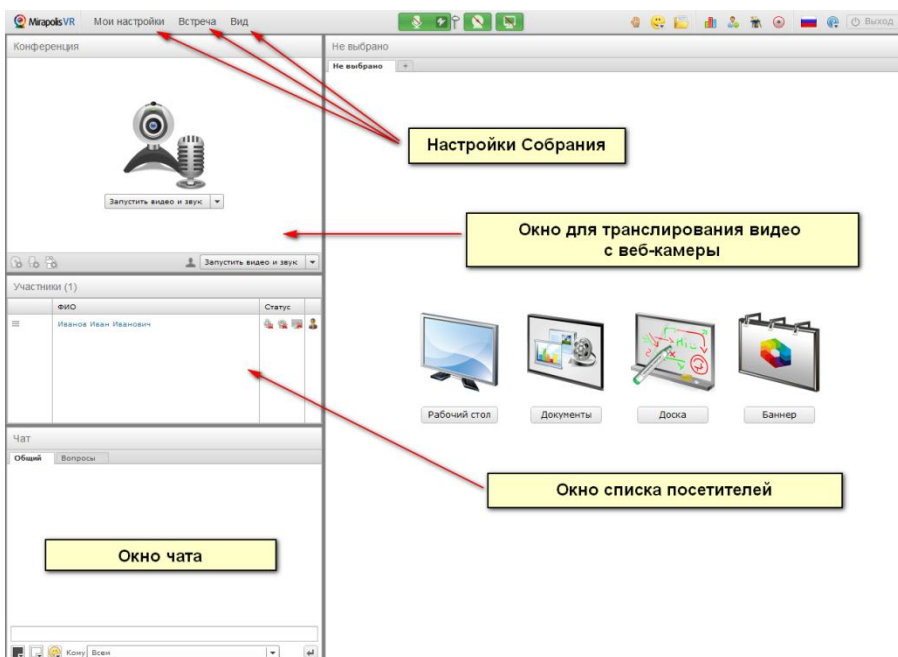 Mirapolis VR Мои настройки Встреча Вид Выход
Конференция
Не выбрано
Не выбрано +
Настройки Собрания
Запустить видео и звук
Окно для транслирования видео
с веб-камеры
Запустить видео и звук
Участники (1)
ФИО Статус
Иванов Иван Иванович
Рабочий стол Документы Доска Баннер
Чат
Общий Вопросы
Окно списка посетителей
Окно чата
Кому Всем